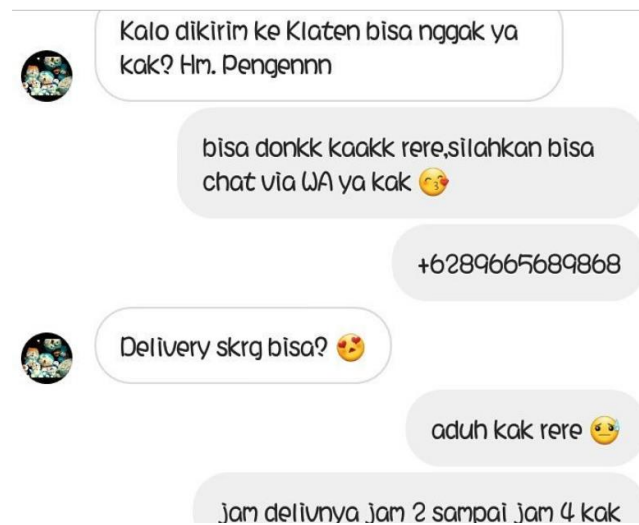 Kalo dikirim ke Klaten bisa nggak ya
kak? Hm. Pengennn
bisa donkk kaakk rere,silahkan bisa
chat via WA ya kak 😙
+6289665689868
Delivery skrg bisa? 😍
aduh kak rere 😓
jam delivnya jam 2 sampai jam 4 kak